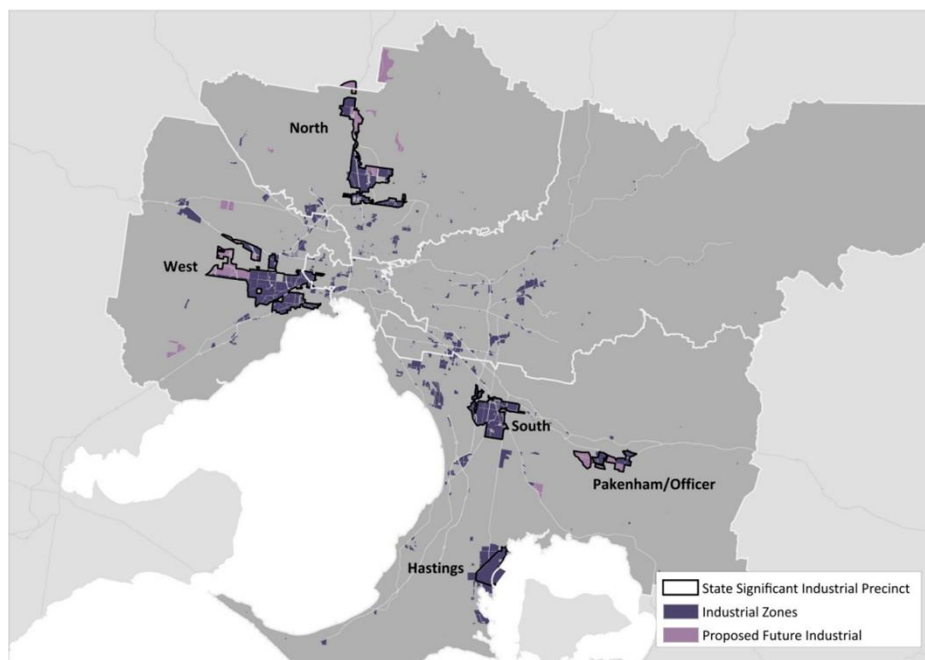 North
West
South
Pakenham/Officer
Hastings
State Significant Industrial Precinct
Industrial Zones
Proposed Future Industrial